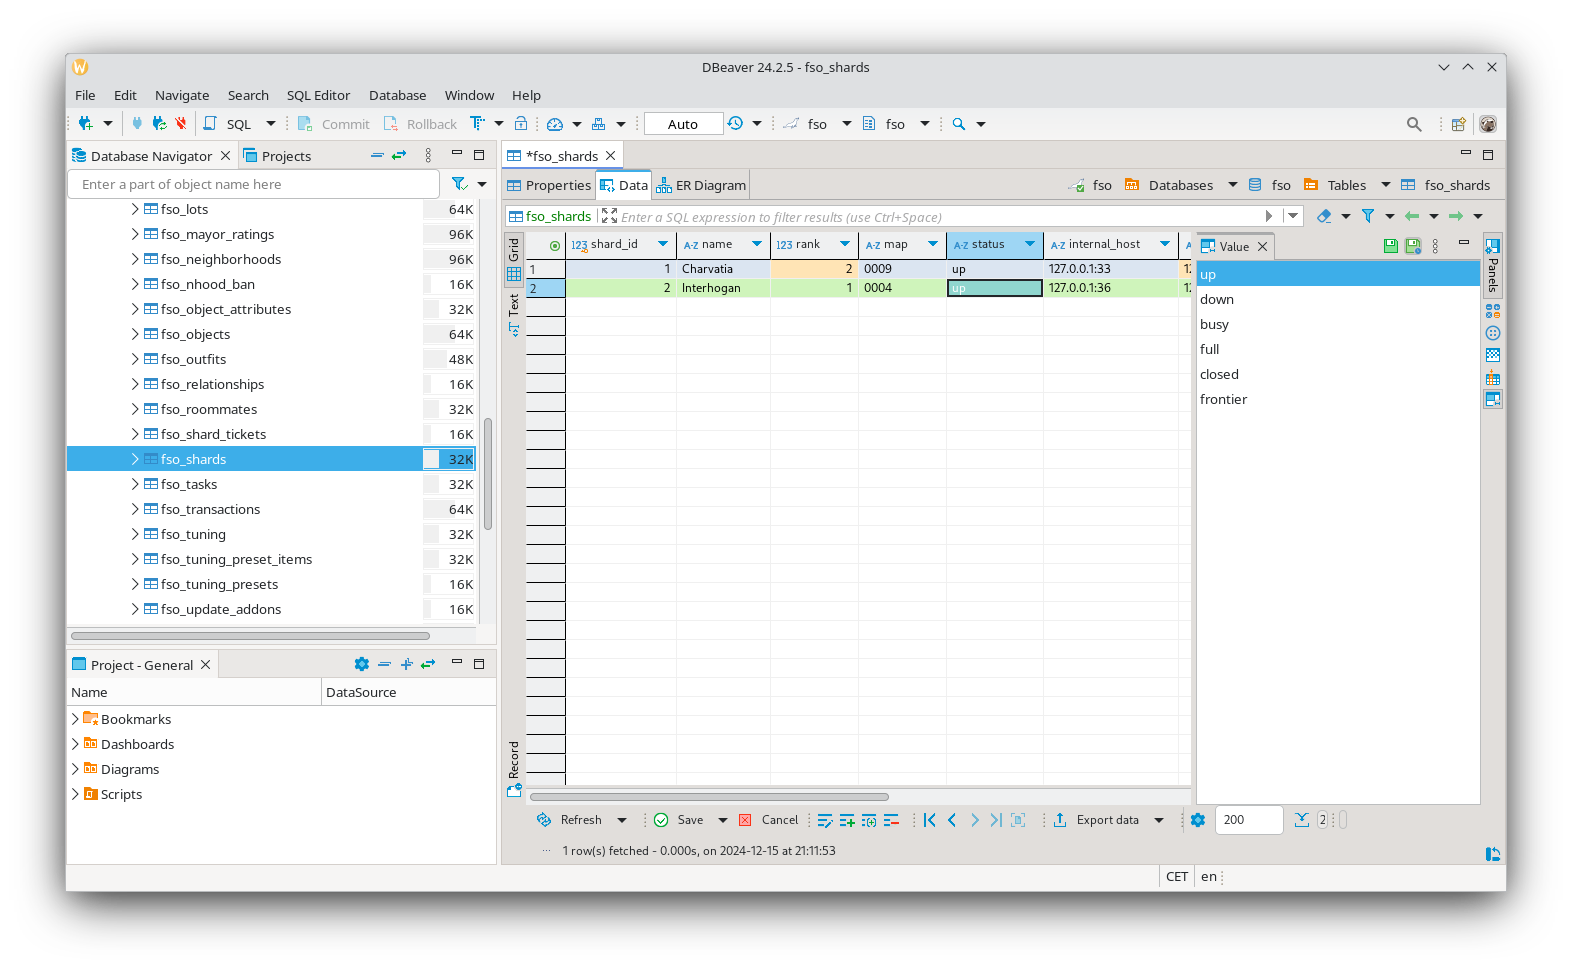 DBeaver 24.2.5 - fso_shards
File Edit Navigate Search SQL Editor Database Window Help
SQL Commit Rollback Auto fso fso
Database Navigator Projects
Enter a part of object name here
fso_lots 64K
fso_mayor_ratings 96K
fso_neighborhoods 96K
fso_nhood_ban 16K
fso_object_attributes 32K
fso_objects 64K
fso_outfits 48K
fso_relationships 16K
fso_roommates 32K
fso_shard_tickets 16K
fso_shards 32K
fso_tasks 32K
fso_transactions 64K
fso_tuning 32K
fso_tuning_preset_items 32K
fso_tuning_presets 16K
fso_update_addons 16K
Project - General
Name DataSource
Bookmarks
Dashboards
Diagrams
Scripts
*fso_shards
Properties Data ER Diagram fso Databases fso Tables fso_shards
fso_shards Enter a SQL expression to filter results (use Ctrl+Space)
Grid
Text
Record
123 shard_id A-Z name 123 rank A-Z map A-Z status A-Z internal_host
1 1 Charvatia 2 0009 up 127.0.0.1:33 12
2 2 Interhogan 1 0004 up 127.0.0.1:36 12
Value
up
down
busy
full
closed
frontier
Panels
Refresh Save Cancel Export data 200 2
1 row(s) fetched - 0.000s, on 2024-12-15 at 21:11:53
CET en